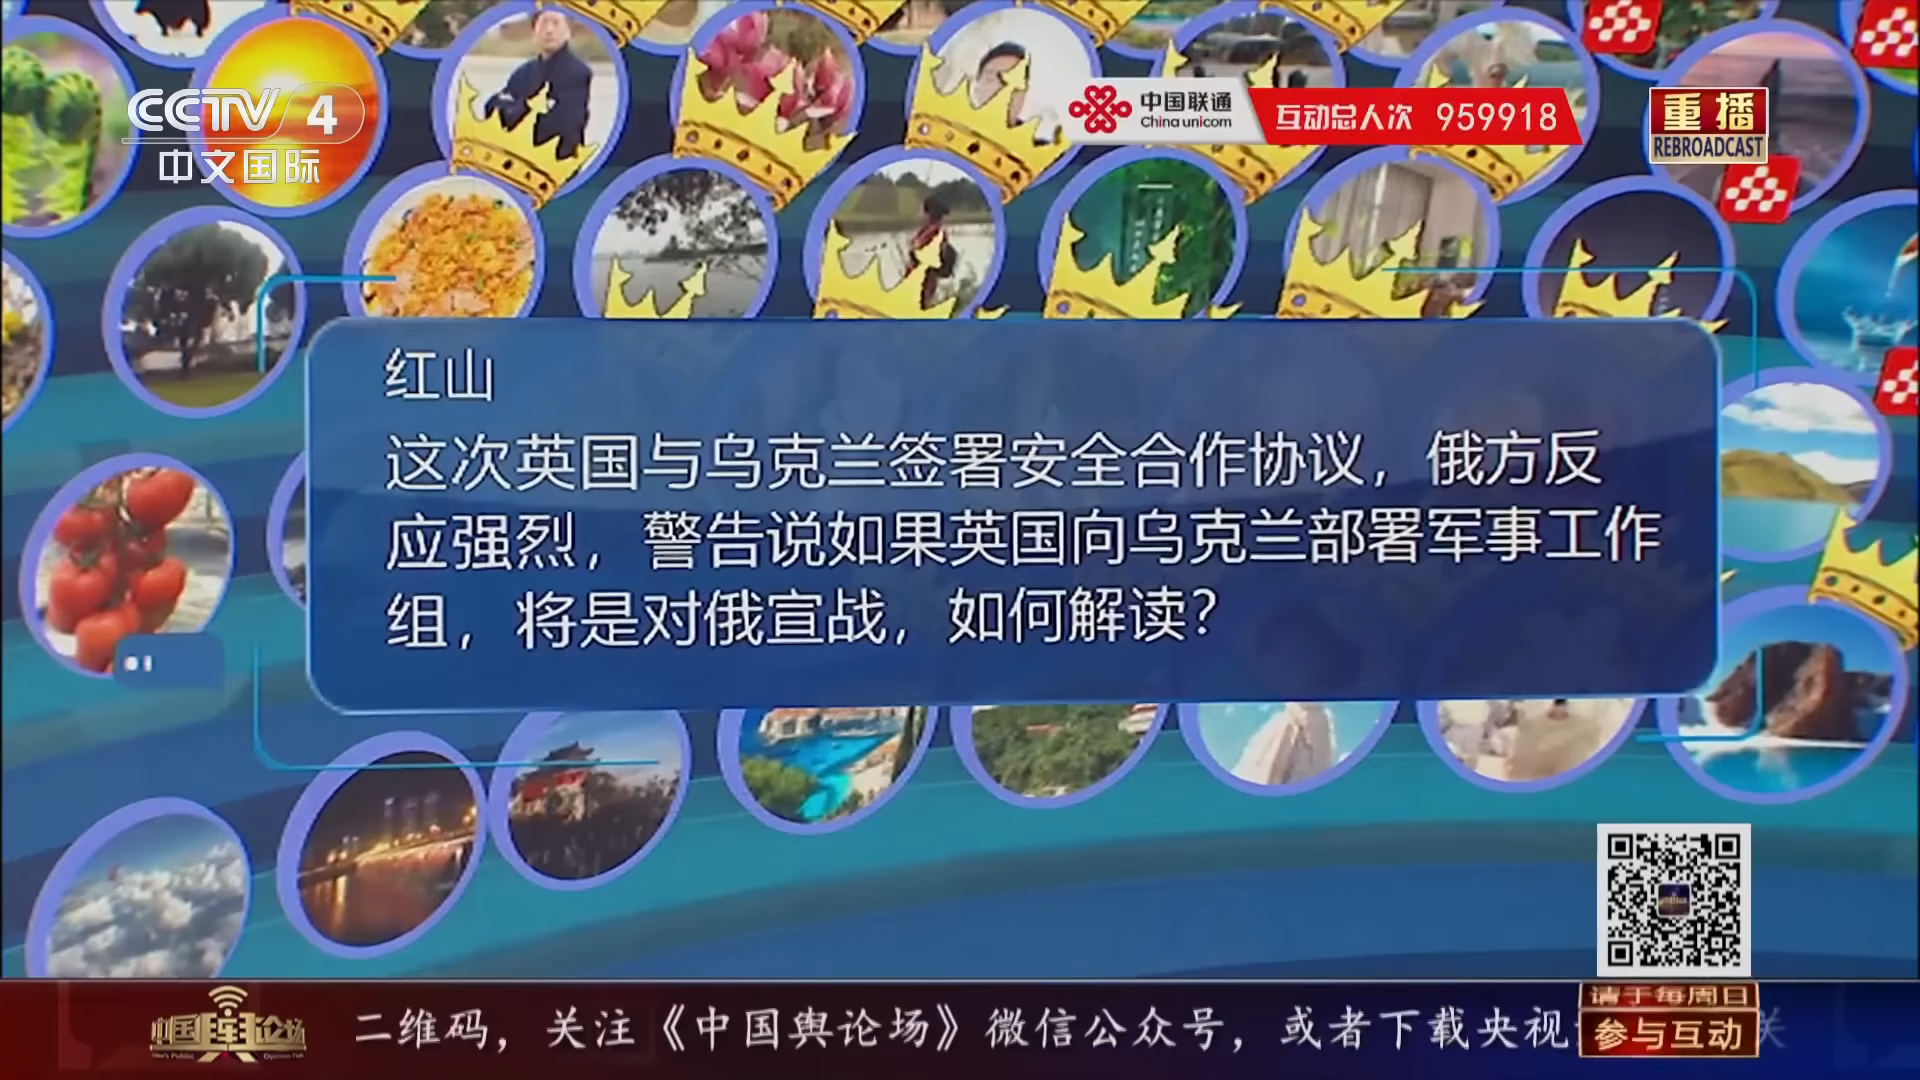 CCTV 4
中文国际
中国联通
China unicom
互动总人次 959918
重播
REBROADCAST
红山
这次英国与乌克兰签署安全合作协议，俄方反
应强烈，警告说如果英国向乌克兰部署军事工作
组，将是对俄宣战，如何解读？
中国舆论场
二维码，关注《中国舆论场》微信公众号，或者下载央视
请于每周日
参与互动